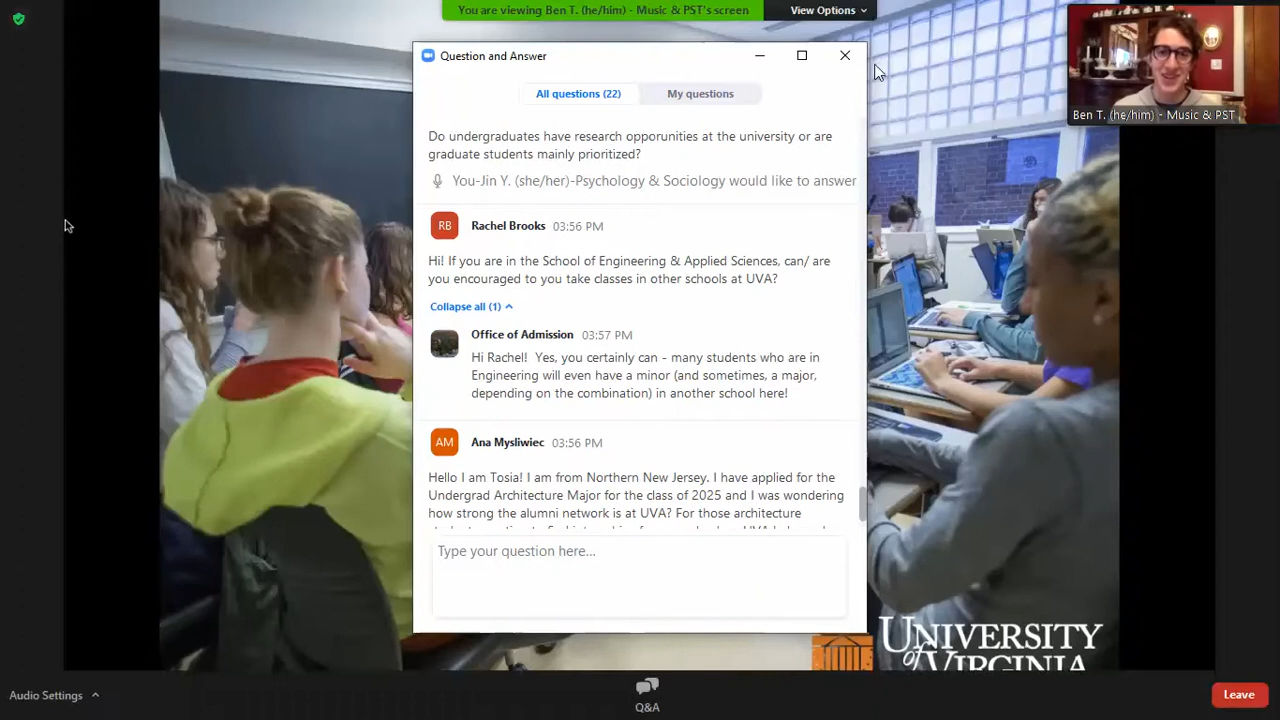 You are viewing Ben T. (he/him) - Music & PST's screen
View Options
Question and Answer
Ben T. (he/him) - Music & PST
All questions (22)
My questions
Do undergraduates have research opporunities at the university or are
graduate students mainly prioritized?
You-Jin Y. (she/her)-Psychology & Sociology would like to answer
RB
Rachel Brooks 03:56 PM
Hi! If you are in the School of Engineering & Applied Sciences, can/ are
you encouraged to you take classes in other schools at UVA?
Collapse all (1)
Office of Admission 03:57 PM
Hi Rachel! Yes, you certainly can - many students who are in
Engineering will even have a minor (and sometimes, a major,
depending on the combination) in another school here!
AM
Ana Mysliwiec 03:56 PM
Hello I am Tosia! I am from Northern New Jersey. I have applied for the
Undergrad Architecture Major for the class of 2025 and I was wondering
how strong the alumni network is at UVA? For those architecture
Type your question here...
UNIVERSITY
of VIRGINIA
Audio Settings
Q&A
Leave